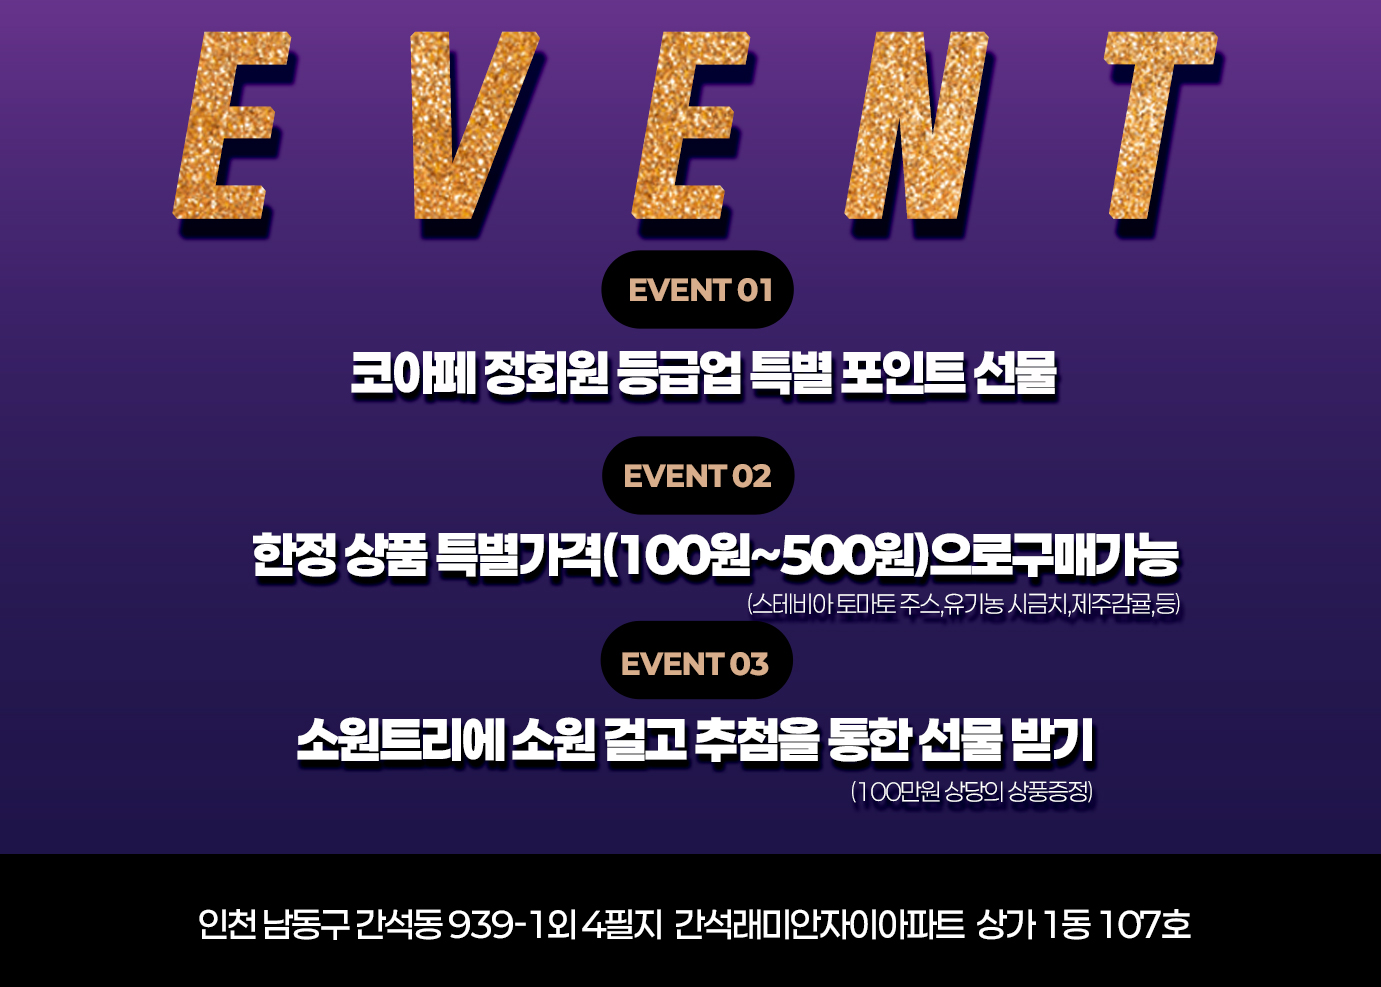 EVENT
EVENT 01
코아페 정회원 등급업 특별 포인트 선물
EVENT 02
한정 상품 특별가격(100원~500원)으로구매가능
(스테비아 토마토 주스,유기농 시금치,제주감귤,등)
EVENT 03
소원트리에 소원 걸고 추첨을 통한 선물 받기
(100만원 상당의 상품증정)
인천 남동구 간석동 939-1외 4필지 간석래미안자이아파트 상가 1동 107호